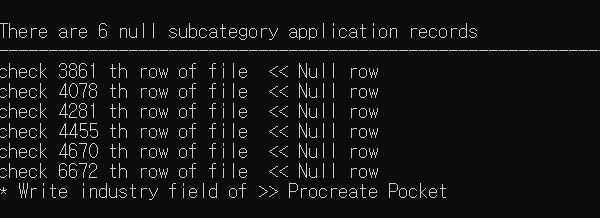 There are 6 null subcategory application records
check 3861 th row of file << Null row
check 4078 th row of file << Null row
check 4281 th row of file << Null row
check 4455 th row of file << Null row
check 4670 th row of file << Null row
check 6672 th row of file << Null row
* Write industry field of >> Procreate Pocket